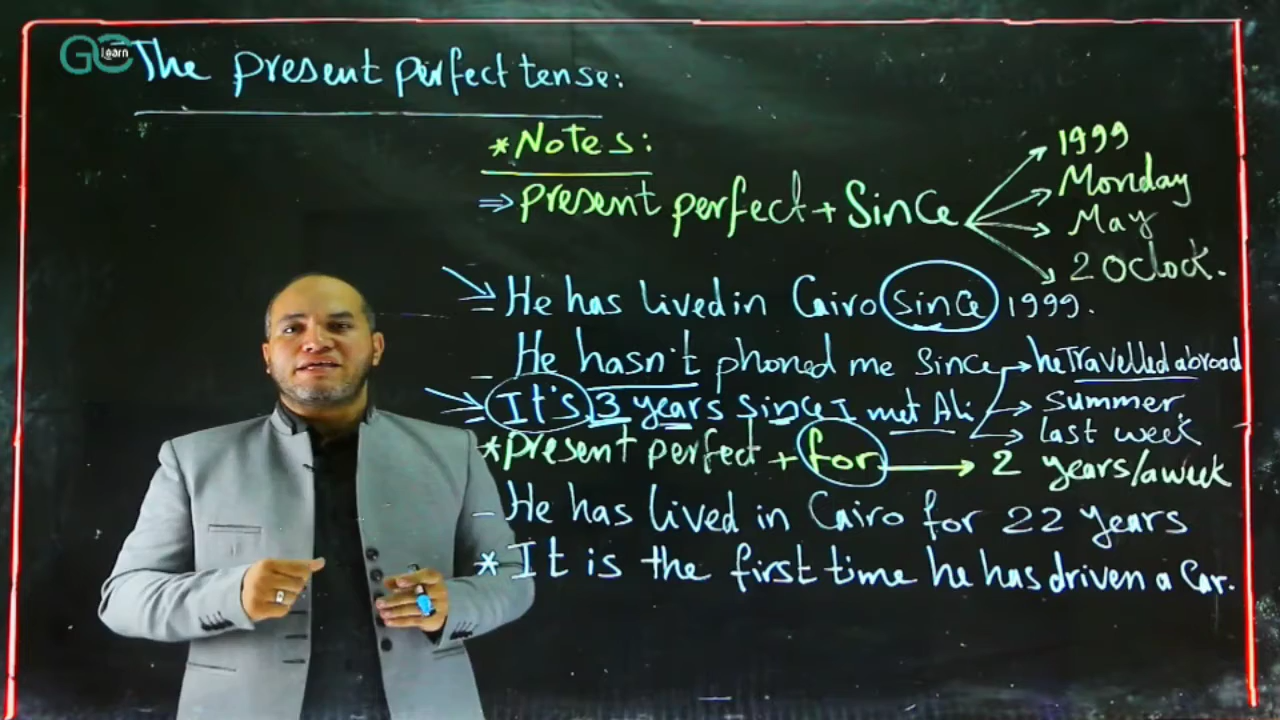 GO Learn
The present perfect tense:
*Notes:
⇒ present perfect + Since
1999
Monday
May
2 Oclock.
= He has lived in Cairo since 1999.
_ He hasn't phoned me since → he travelled abroad
→ summer.
→ last week
= It's 3 years since I met Ali
*present perfect + for → 2 years/a week
_ He has lived in Cairo for 22 years
* It is the first time he has driven a Car.